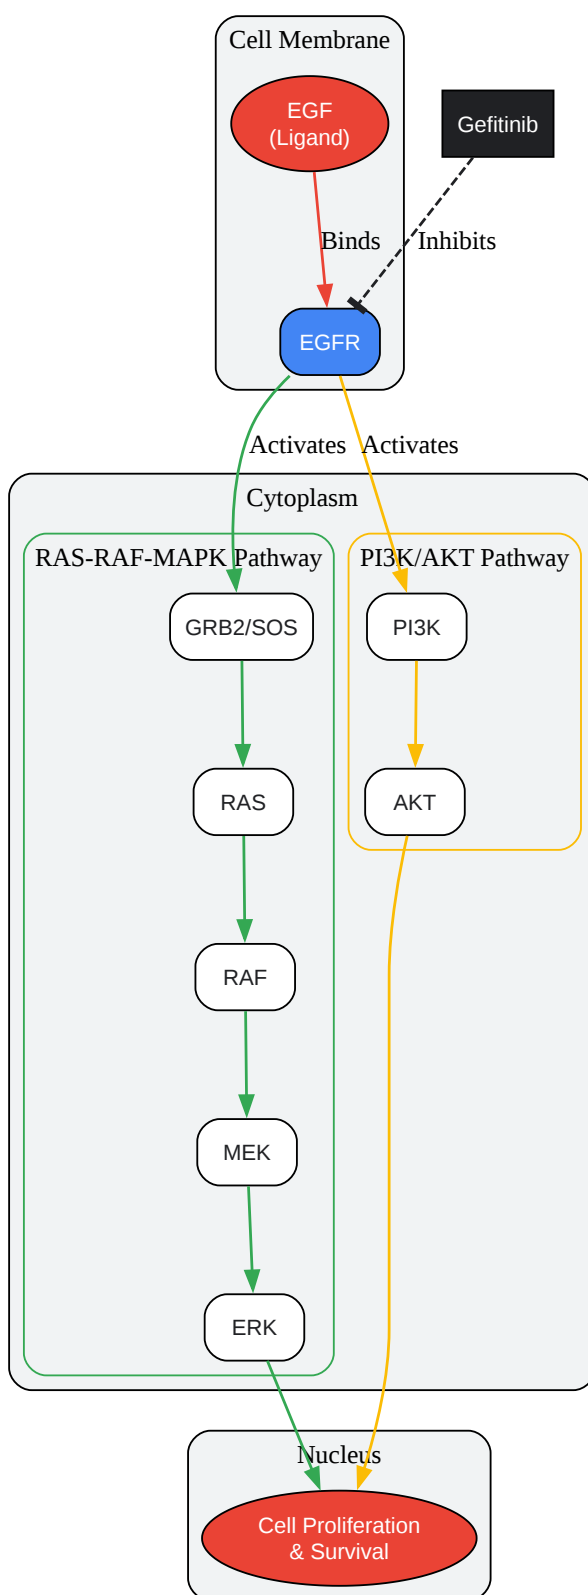 Cell Membrane
EGF
(Ligand)
Gefitinib
Binds
Inhibits
EGFR
Activates
Activates
Cytoplasm
RAS-RAF-MAPK Pathway
PI3K/AKT Pathway
GRB2/SOS
PI3K
RAS
AKT
RAF
MEK
ERK
Nucleus
Cell Proliferation
& Survival